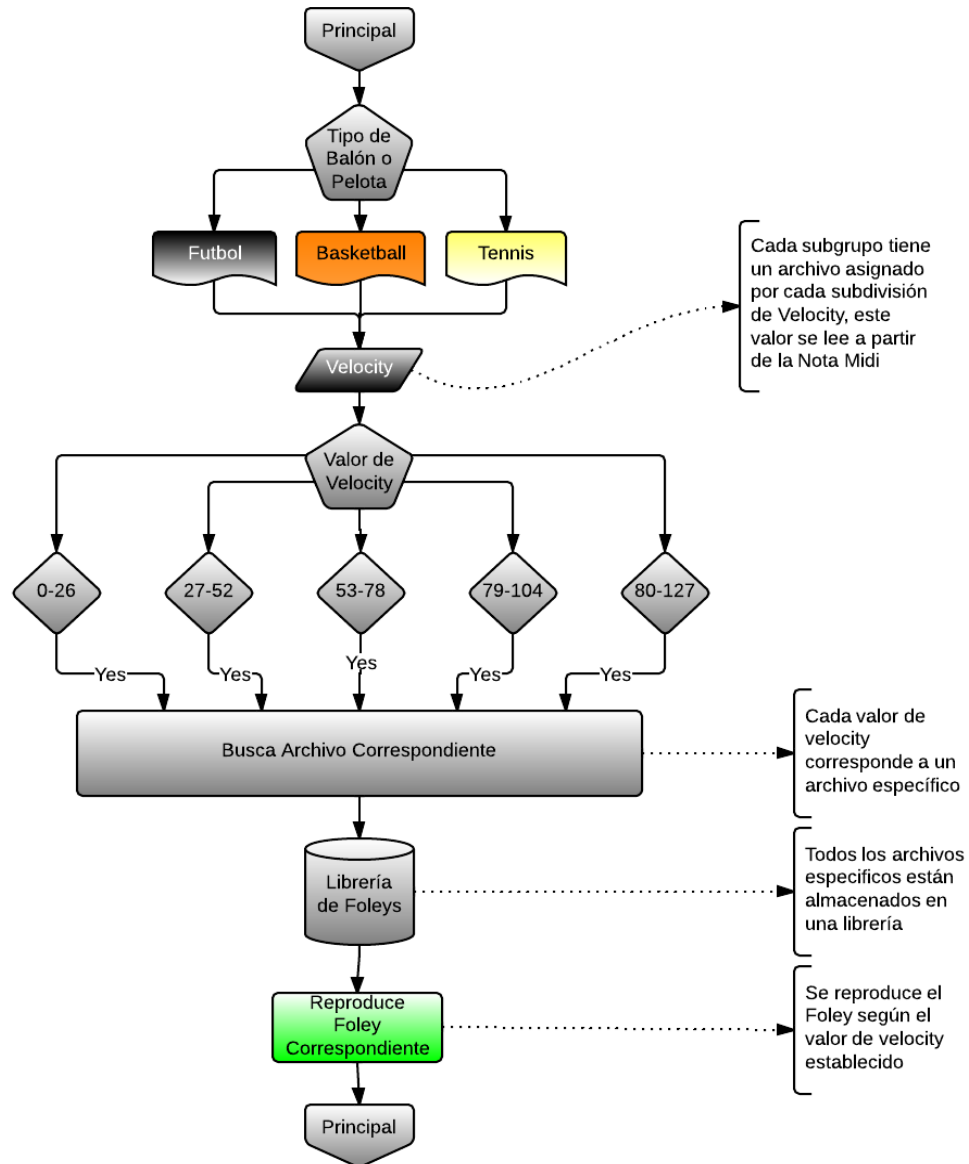 Principal
Tipo de
Balón o
Pelota
Futbol
Basketball
Tennis
Cada subgrupo tiene
un archivo asignado
por cada subdivisión
de Velocity, este
valor se lee a partir
de la Nota Midi
Velocity
Valor de
Velocity
0-26
27-52
53-78
79-104
80-127
Yes
Yes
Yes
Yes
Yes
Busca Archivo Correspondiente
Cada valor de
velocity
corresponde a un
archivo específico
Librería
de Foleys
Todos los archivos
especificos están
almacenados en
una librería
Reproduce
Foley
Correspondiente
Se reproduce el
Foley según el
valor de velocity
establecido
Principal